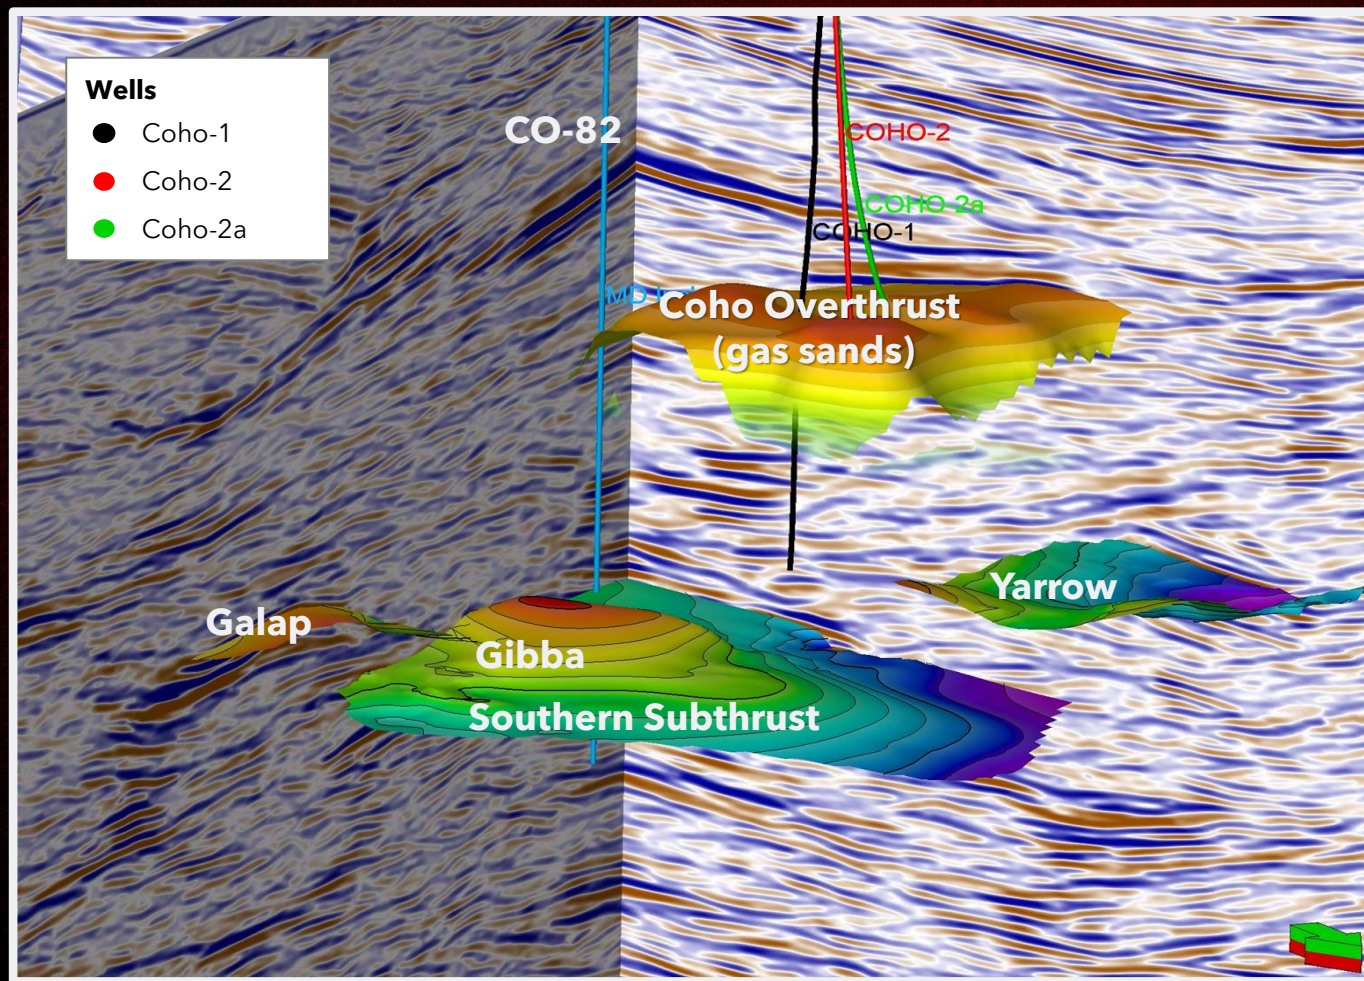 Wells
Coho-1
Coho-2
Coho-2a
CO-82
COHO-2
COHO-2a
COHO-1
MD
Coho Overthrust
(gas sands)
Yarrow
Galap
Gibba
Southern Subthrust